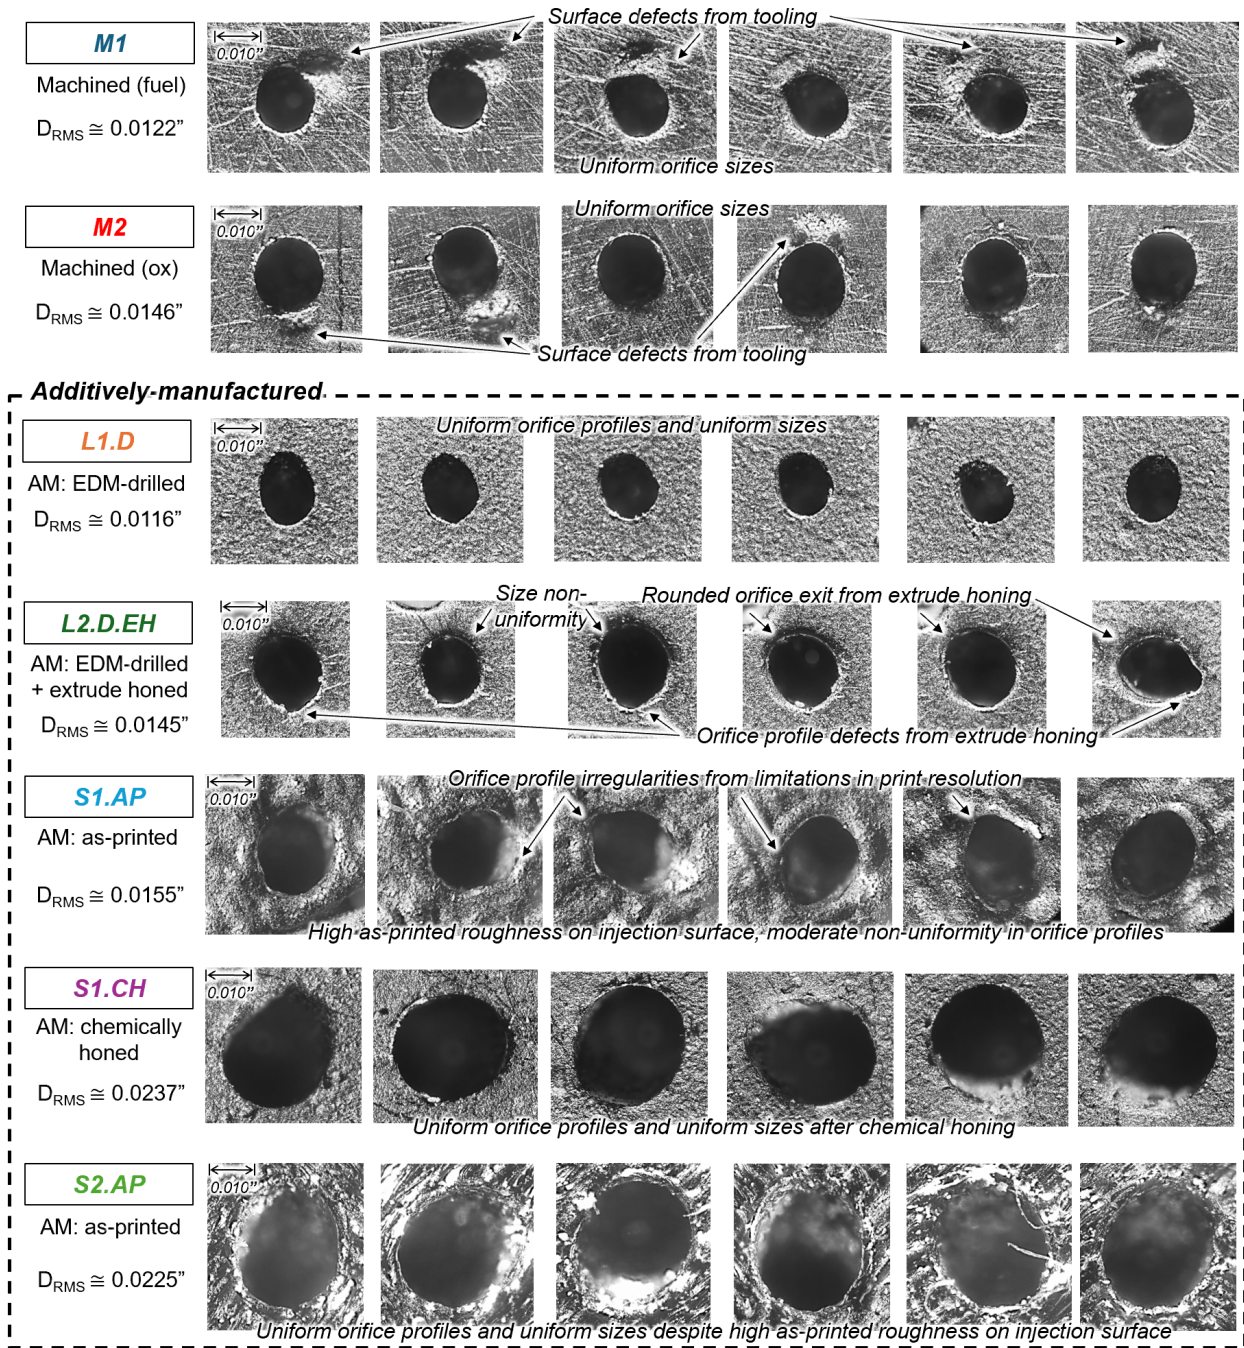 Surface defects from tooling
M1
0.010”
Machined (fuel)
DRMS ≅ 0.0122”
Uniform orifice sizes
M2
0.010”
Uniform orifice sizes
Machined (ox)
DRMS ≅ 0.0146”
Surface defects from tooling
Additively-manufactured
L1.D
0.010”
Uniform orifice profiles and uniform sizes
AM: EDM-drilled
DRMS ≅ 0.0116”
L2.D.EH
0.010”
Size non-
uniformity
Rounded orifice exit from extrude honing
AM: EDM-drilled
+ extrude honed
DRMS ≅ 0.0145”
Orifice profile defects from extrude honing
S1.AP
0.010”
Orifice profile irregularities from limitations in print resolution
AM: as-printed
DRMS ≅ 0.0155”
High as-printed roughness on injection surface, moderate non-uniformity in orifice profiles
S1.CH
0.010”
AM: chemically
honed
DRMS ≅ 0.0237”
Uniform orifice profiles and uniform sizes after chemical honing
S2.AP
0.010”
AM: as-printed
DRMS ≅ 0.0225”
Uniform orifice profiles and uniform sizes despite high as-printed roughness on injection surface